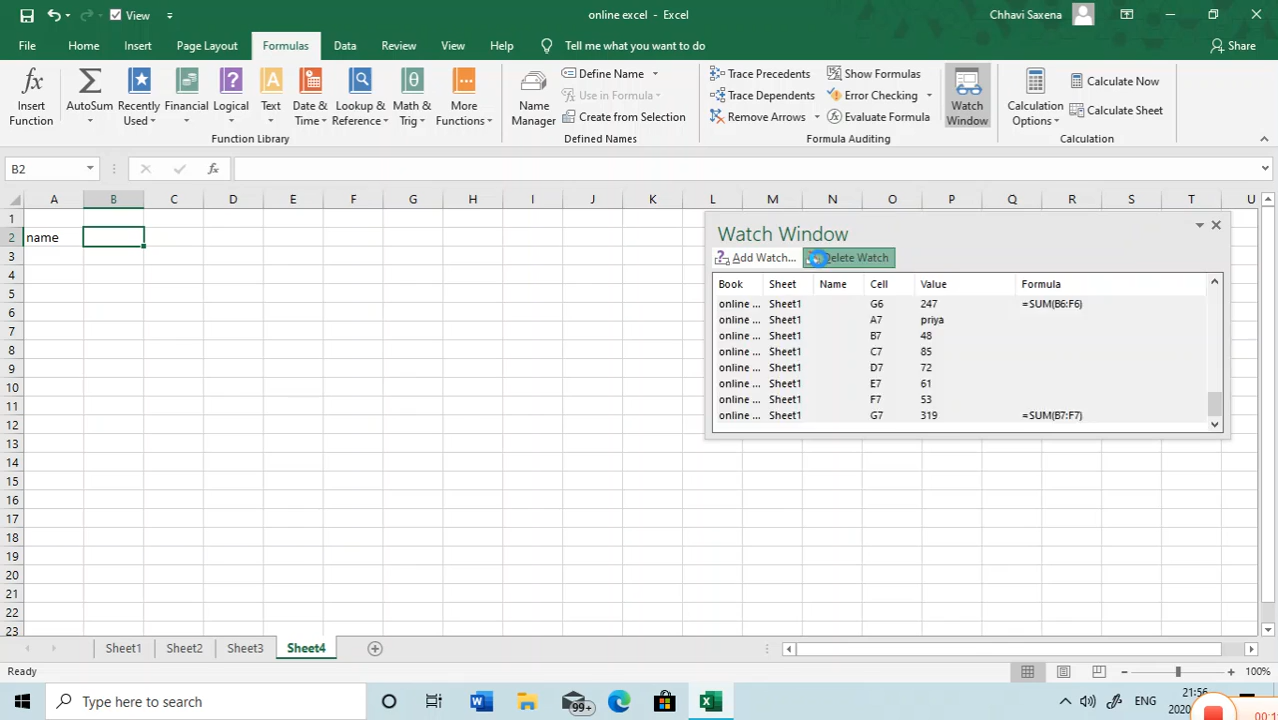 View
online excel - Excel
Chhavi Saxena
File Home Insert Page Layout Formulas Data Review View Help Tell me what you want to do Share
Insert Function
AutoSum
Recently Used
Financial
Logical
Text
Date & Time
Lookup & Reference
Math & Trig
More Functions
Function Library
Name Manager
Define Name
Use in Formula
Create from Selection
Defined Names
Trace Precedents
Trace Dependents
Remove Arrows
Show Formulas
Error Checking
Evaluate Formula
Formula Auditing
Watch Window
Calculation Options
Calculate Now
Calculate Sheet
Calculation
B2 fx
A B C D E F G H I J K L M N O P Q R S T U
1
2 name
3
4
5
6
7
8
9
10
11
12
13
14
15
16
17
18
19
20
21
22
23
Watch Window
Add Watch... Delete Watch
Book Sheet Name Cell Value Formula
online ... Sheet1 G6 247 =SUM(B6:F6)
online ... Sheet1 A7 priya
online ... Sheet1 B7 48
online ... Sheet1 C7 85
online ... Sheet1 D7 72
online ... Sheet1 E7 61
online ... Sheet1 F7 53
online ... Sheet1 G7 319 =SUM(B7:F7)
Sheet1 Sheet2 Sheet3 Sheet4
Ready 100%
Type here to search 99+ ENG 21:56